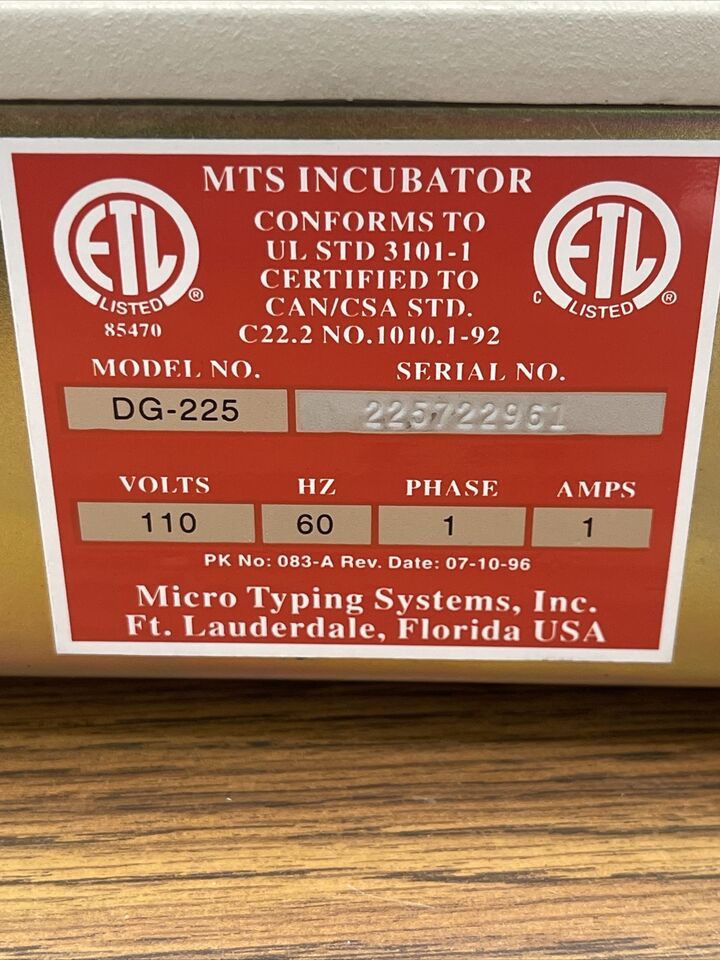 MTS INCUBATOR
ETL
LISTED ®
85470
CONFORMS TO
UL STD 3101-1
CERTIFIED TO
CAN/CSA STD.
C22.2 NO.1010.1-92
ETL
C LISTED ®
MODEL NO. SERIAL NO.
DG-225 225722961
VOLTS HZ PHASE AMPS
110 60 1 1
PK No: 083-A Rev. Date: 07-10-96
Micro Typing Systems, Inc.
Ft. Lauderdale, Florida USA